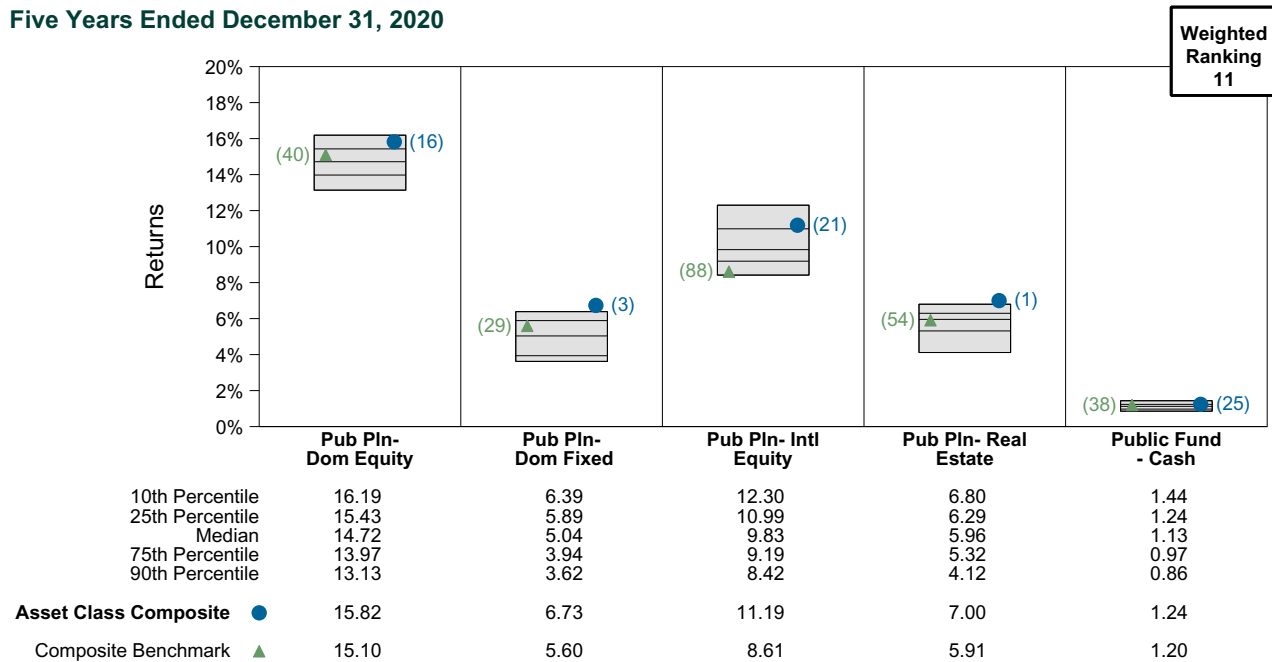 Five Years Ended December 31, 2020
Weighted
Ranking
11
20%
18%
16%
14%
12%
10%
8%
6%
4%
2%
0%
Returns
(40) (16)
(29) (3)
(88) (21)
(54) (1)
(38) (25)
Pub Pln-
Dom Equity
Pub Pln-
Dom Fixed
Pub Pln- Intl
Equity
Pub Pln- Real
Estate
Public Fund
- Cash
10th Percentile 16.19 6.39 12.30 6.80 1.44
25th Percentile 15.43 5.89 10.99 6.29 1.24
Median 14.72 5.04 9.83 5.96 1.13
75th Percentile 13.97 3.94 9.19 5.32 0.97
90th Percentile 13.13 3.62 8.42 4.12 0.86
Asset Class Composite 15.82 6.73 11.19 7.00 1.24
Composite Benchmark 15.10 5.60 8.61 5.91 1.20